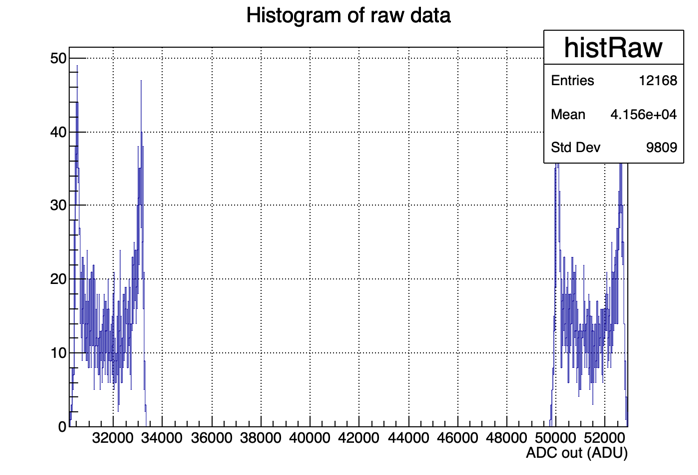 Histogram of raw data
histRaw
Entries 12168
Mean 4.156e+04
Std Dev 9809
50
40
30
20
10
0
32000 34000 36000 38000 40000 42000 44000 46000 48000 50000 52000
ADC out (ADU)